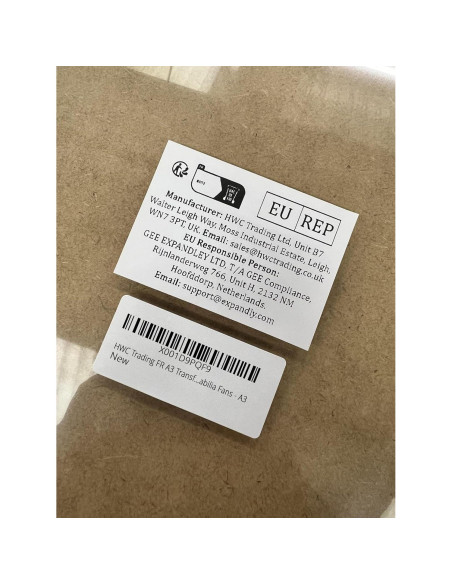 EU REP
Manufacturer: HWC Trading Ltd, Unit B7
Walter Leigh Way, Moss Industrial Estate, Leigh,
WN7 3PT, UK. Email: sales@hwctrading.co.uk
EU Responsible Person:
GEE EXPANDLEY LTD, T/A GEE Compliance,
Rijnlanderweg 766, Unit H, 2132 NM
Hoofddorp, Netherlands.
Email: support@expandly.com
X001D9PQF9
HWC Trading FR A3 Transf...abilia Fans - A3
New